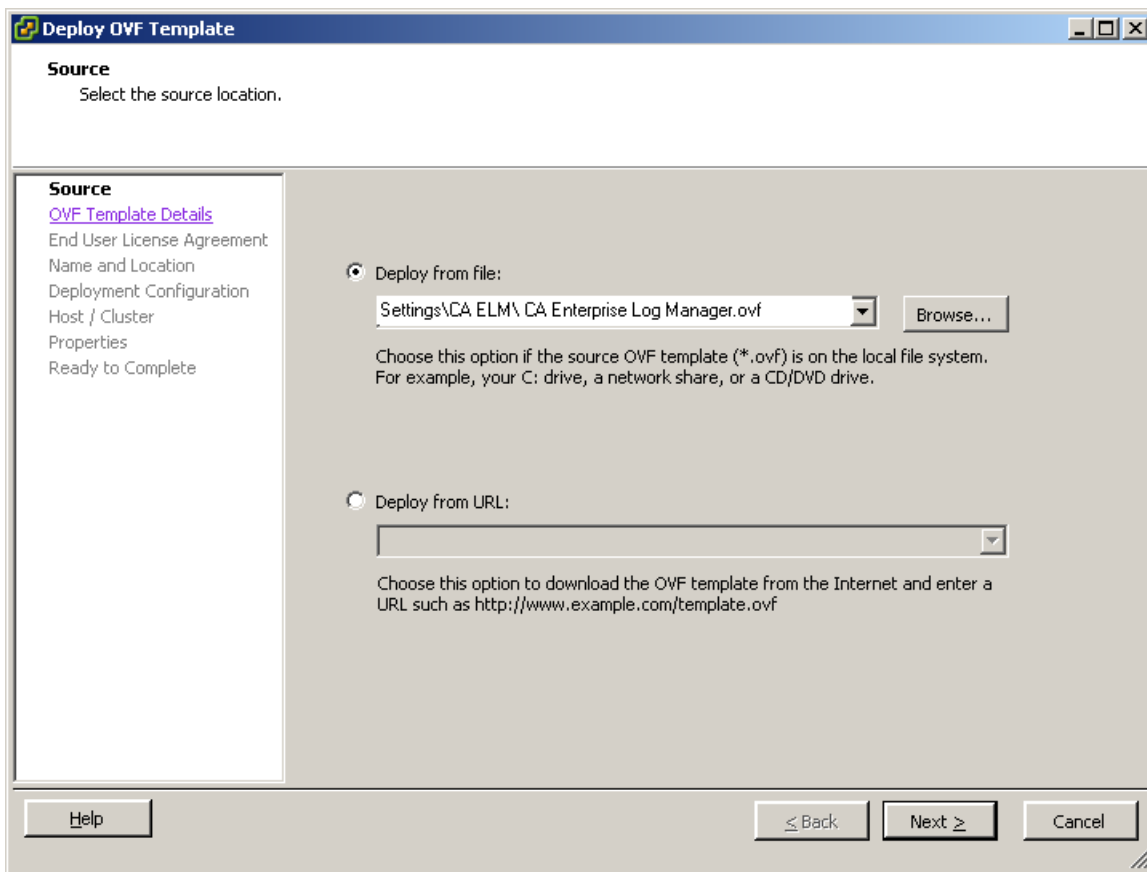 Deploy OVF Template
Source
Select the source location.
Source
OVF Template Details
End User License Agreement
Name and Location
Deployment Configuration
Host / Cluster
Properties
Ready to Complete
Deploy from file:
Settings\CA ELM\ CA Enterprise Log Manager.ovf
Browse...
Choose this option if the source OVF template (*.ovf) is on the local file system.
For example, your C: drive, a network share, or a CD/DVD drive.
Deploy from URL:
Choose this option to download the OVF template from the Internet and enter a
URL such as http://www.example.com/template.ovf
Help
≤ Back
Next ≥
Cancel